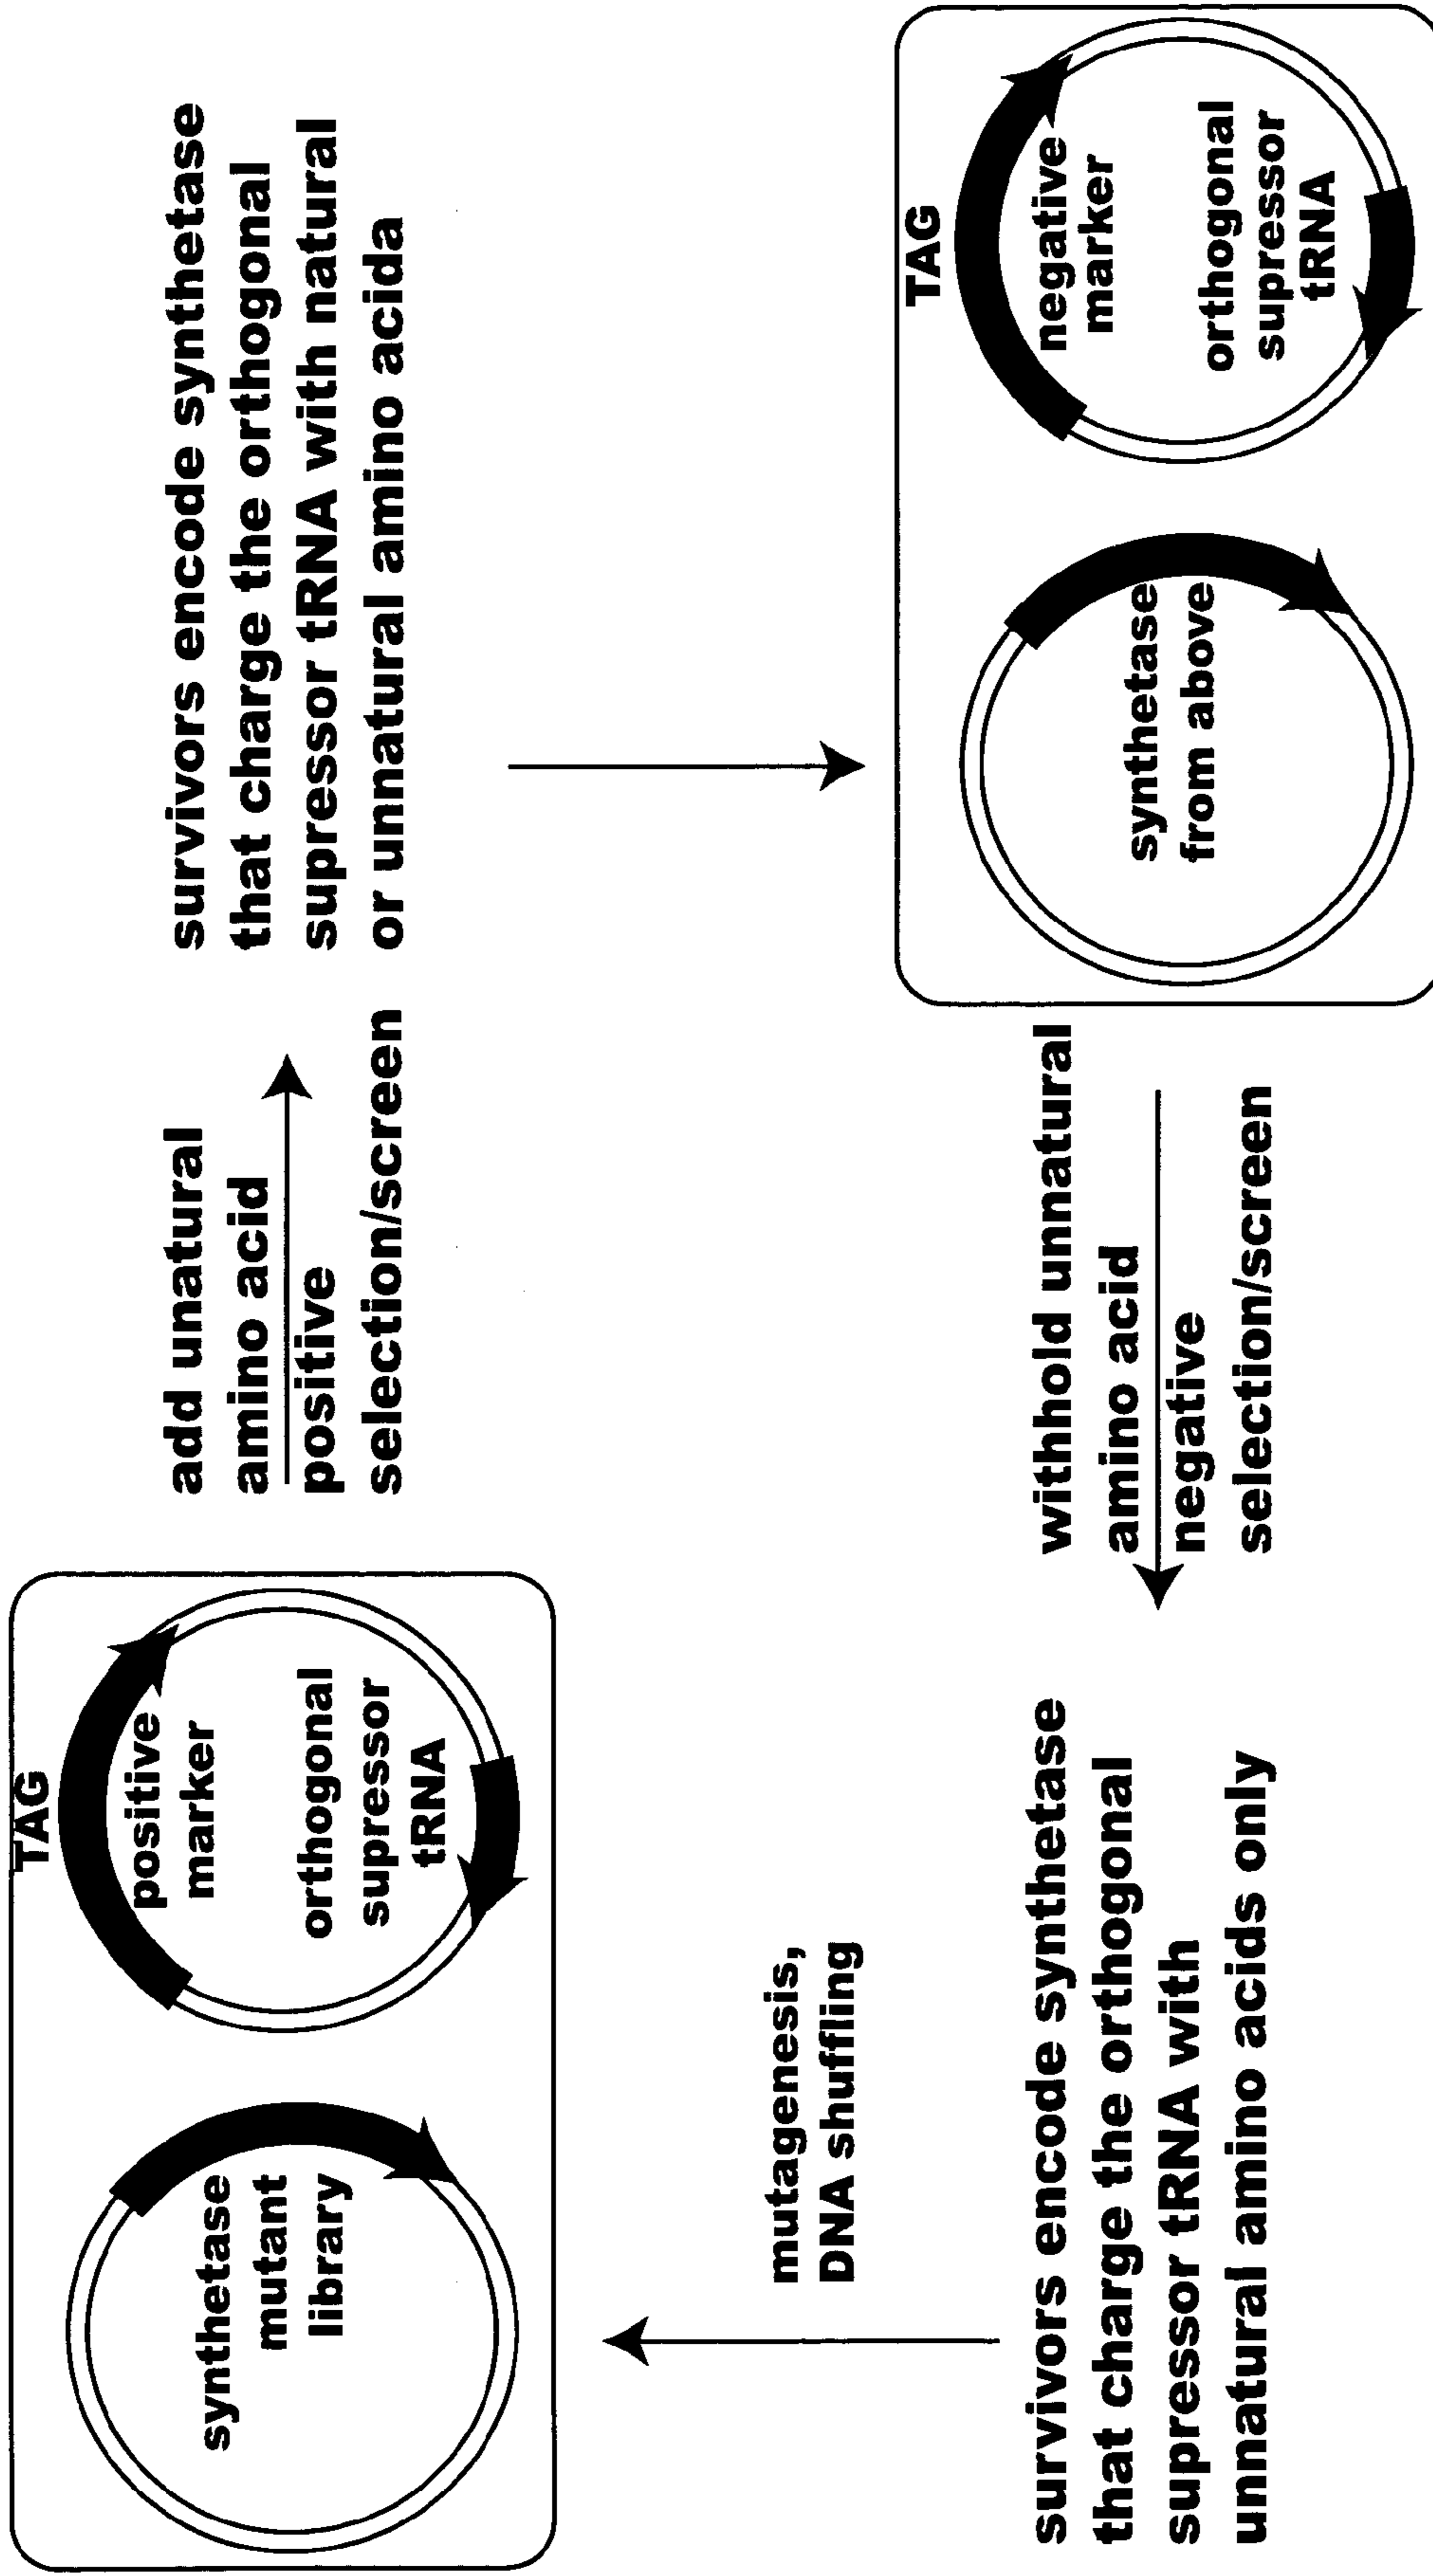 TAG
synthetase
mutant
library
positive
marker
orthogonal
supressor
tRNA
add unatural
amino acid
positive
selection/screen
survivors encode synthetase
that charge the orthogonal
supressor tRNA with natural
or unnatural amino acida
TAG
synthetase
from above
negative
marker
orthogonal
supressor
tRNA
withhold unnatural
amino acid
negative
selection/screen
survivors encode synthetase
that charge the orthogonal
supressor tRNA with
unnatural amino acids only
mutagenesis,
DNA shuffling